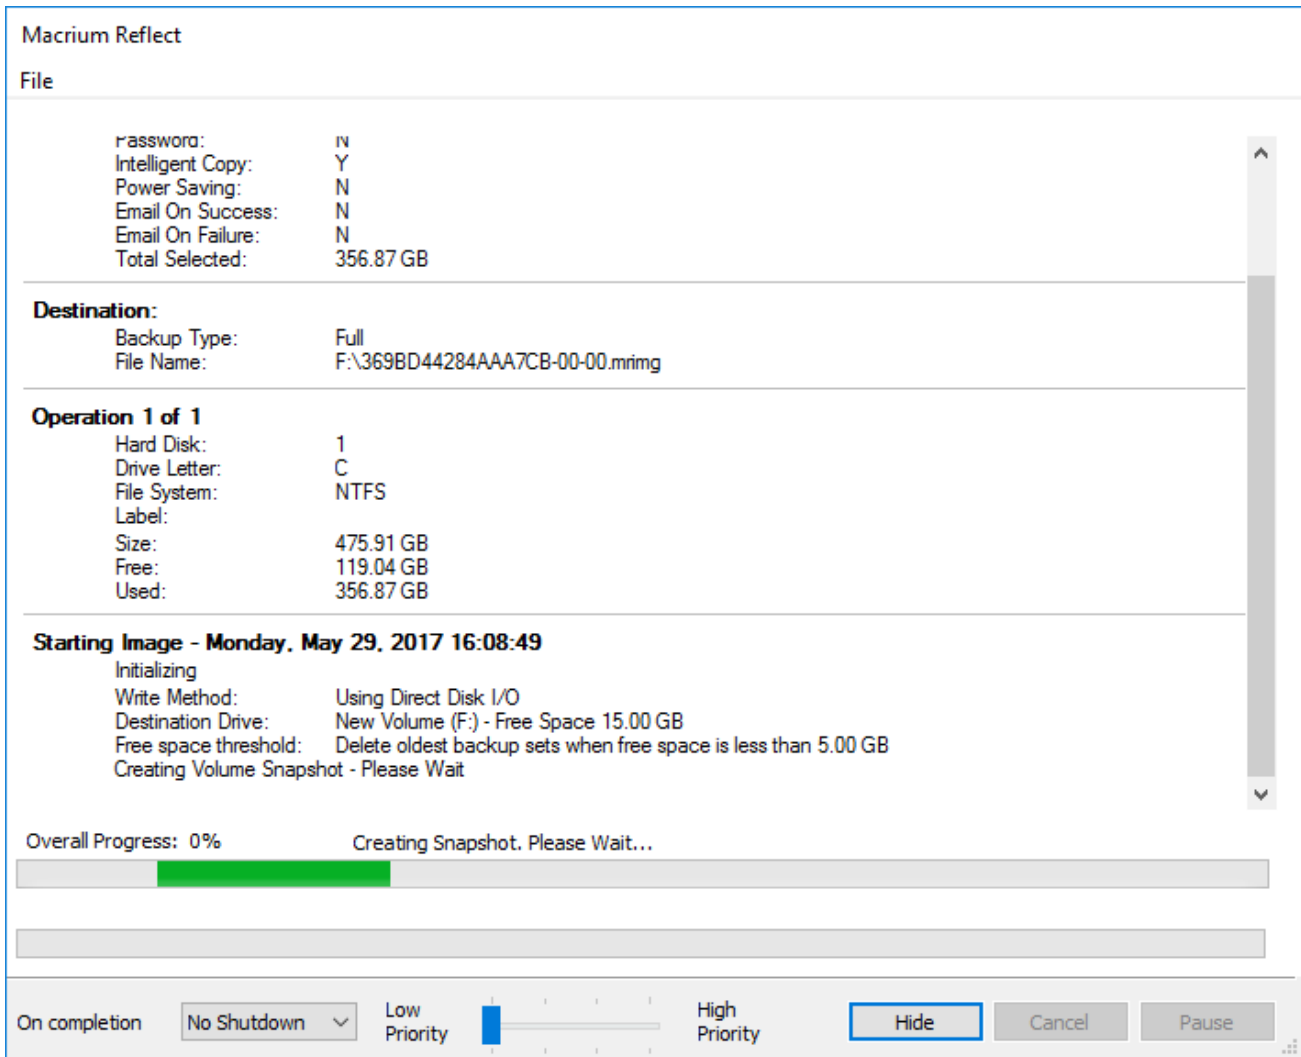 Macrium Reflect
File
Password: N
Intelligent Copy: Y
Power Saving: N
Email On Success: N
Email On Failure: N
Total Selected: 356.87 GB
Destination:
Backup Type: Full
File Name: F:\369BD44284AAA7CB-00-00.mrimg
Operation 1 of 1
Hard Disk: 1
Drive Letter: C
File System: NTFS
Label:
Size: 475.91 GB
Free: 119.04 GB
Used: 356.87 GB
Starting Image - Monday, May 29, 2017 16:08:49
Initializing
Write Method: Using Direct Disk I/O
Destination Drive: New Volume (F:) - Free Space 15.00 GB
Free space threshold: Delete oldest backup sets when free space is less than 5.00 GB
Creating Volume Snapshot - Please Wait
Overall Progress: 0% Creating Snapshot. Please Wait...
On completion No Shutdown Low Priority High Priority Hide Cancel Pause